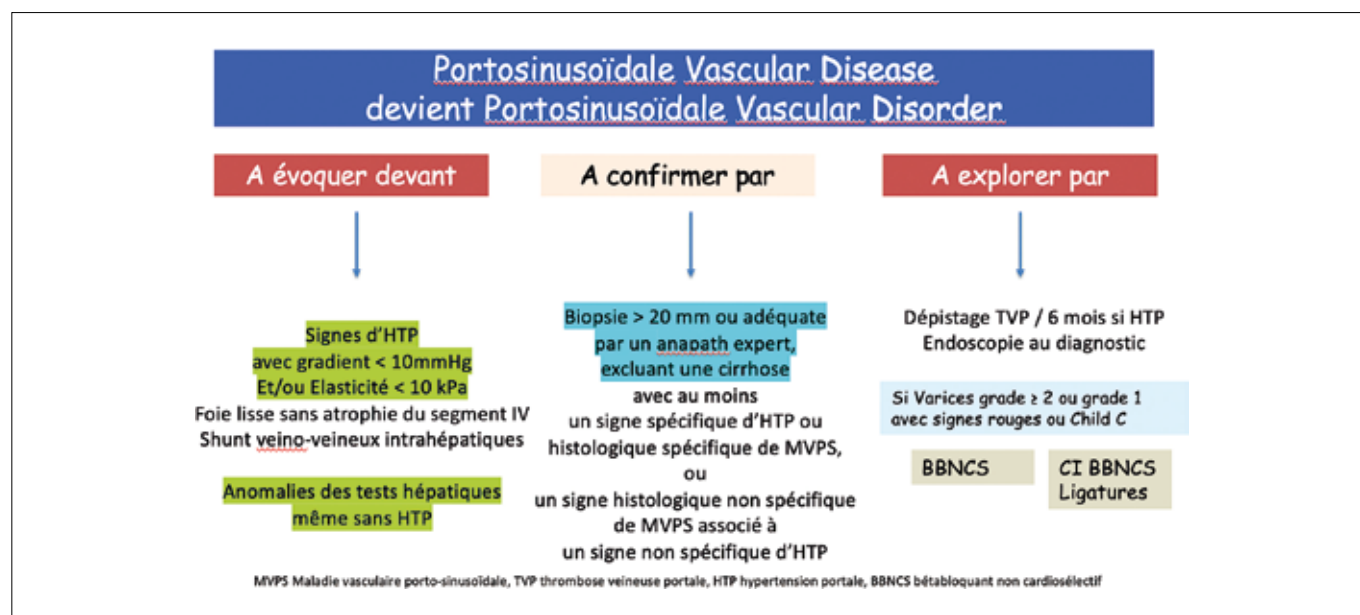 Portosinusoïdale Vascular Disease
devient Portosinusoïdale Vascular Disorder
A évoquer devant
Signes d'HTP
avec gradient < 10mmHg
Et/ou Elasticité < 10 kPa
Foie lisse sans atrophie du segment IV
Shunt veino-veineux intrahépatiques
Anomalies des tests hépatiques
même sans HTP
A confirmer par
Biopsie > 20 mm ou adéquate
par un anapath expert,
excluant une cirrhose
avec au moins
un signe spécifique d'HTP ou
histologique spécifique de MVPS,
ou
un signe histologique non spécifique
de MVPS associé à
un signe non spécifique d'HTP
A explorer par
Dépistage TVP / 6 mois si HTP
Endoscopie au diagnostic
Si Varices grade ≥ 2 ou grade 1
avec signes rouges ou Child C
BBNCS
CI BBNCS
Ligatures
MVPS Maladie vasculaire porto-sinusoïdale, TVP thrombose veineuse portale, HTP hypertension portale, BBNCS bétabloquant non cardiosélectif